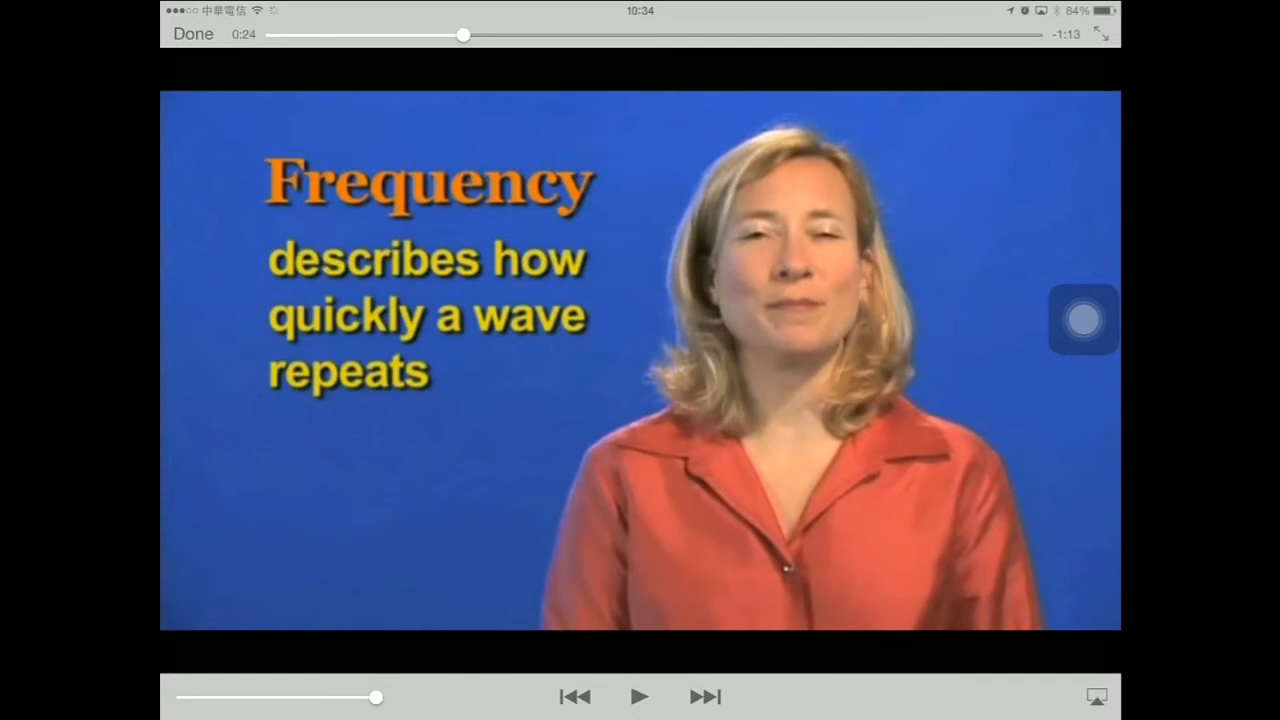 中華電信 10:34 84%
Done 0:24 -1:13
Frequency
describes how
quickly a wave
repeats